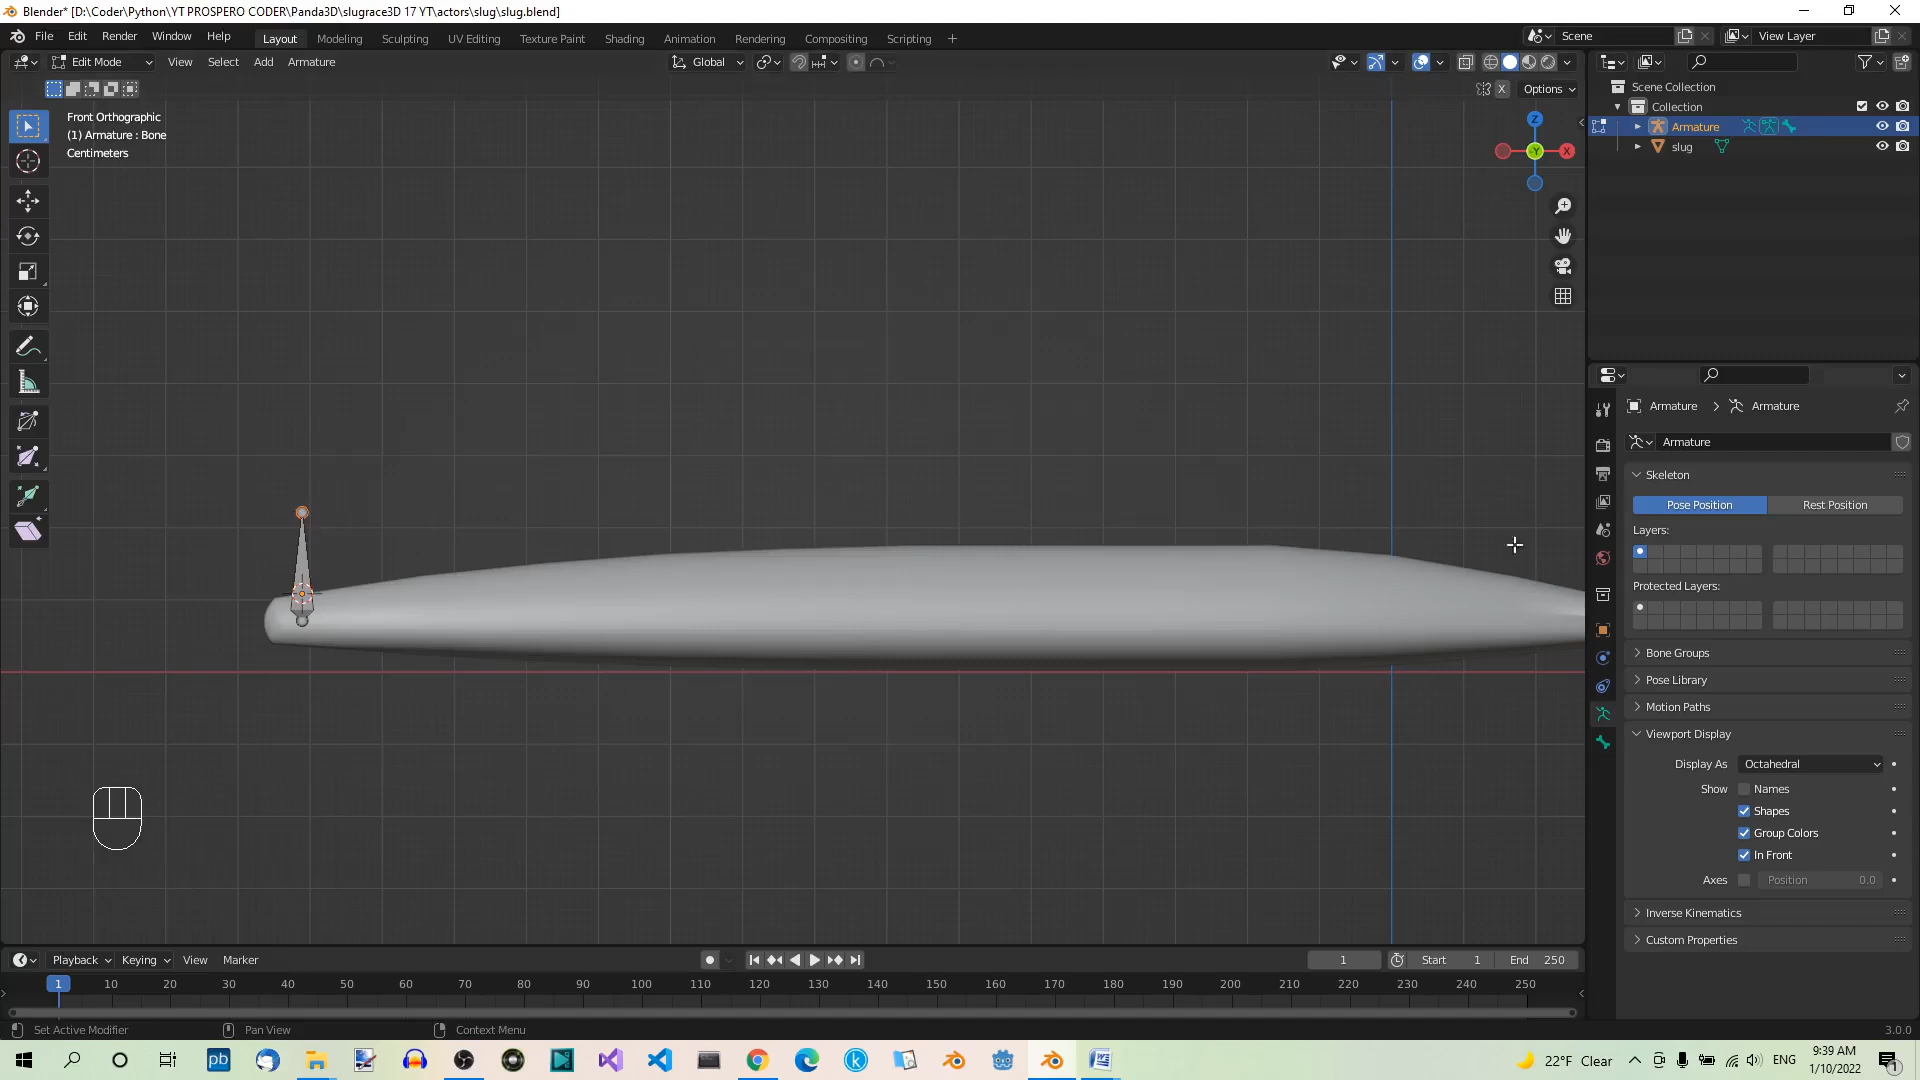 Blender* [D:\Coder\Python\YT PROSPERO CODER\Panda3D\slugrace3D 17 YT\actors\slug\slug.blend]
File Edit Render Window Help
Layout Modeling Sculpting UV Editing Texture Paint Shading Animation Rendering Compositing Scripting +
Scene
View Layer
Edit Mode View Select Add Armature
Global
X Options
Front Orthographic
(1) Armature : Bone
Centimeters
Z
-Y
X
Scene Collection
Collection
Armature
slug
Armature > Armature
Armature
Skeleton
Pose Position Rest Position
Layers:
Protected Layers:
Bone Groups
Pose Library
Motion Paths
Viewport Display
Display As Octahedral
Show Names
Shapes
Group Colors
In Front
Axes Position 0.0
Inverse Kinematics
Custom Properties
Playback Keying View Marker
1 Start 1 End 250
1 10 20 30 40 50 60 70 80 90 100 110 120 130 140 150 160 170 180 190 200 210 220 230 240 250
Set Active Modifier Pan View Context Menu
3.0.0
pb
22°F Clear
ENG
9:39 AM
1/10/2022
1